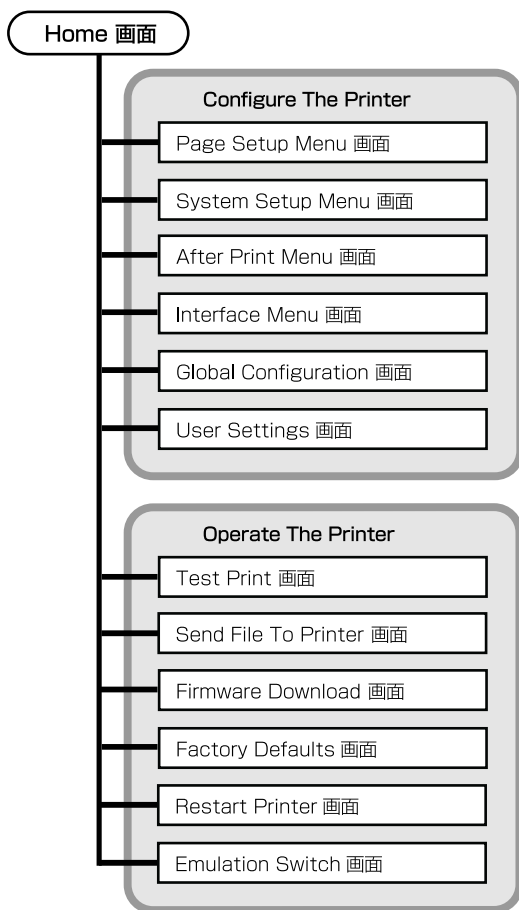 Home 画面
Configure The Printer
Page Setup Menu 画面
System Setup Menu 画面
After Print Menu 画面
Interface Menu 画面
Global Configuration 画面
User Settings 画面
Operate The Printer
Test Print 画面
Send File To Printer 画面
Firmware Download 画面
Factory Defaults 画面
Restart Printer 画面
Emulation Switch 画面